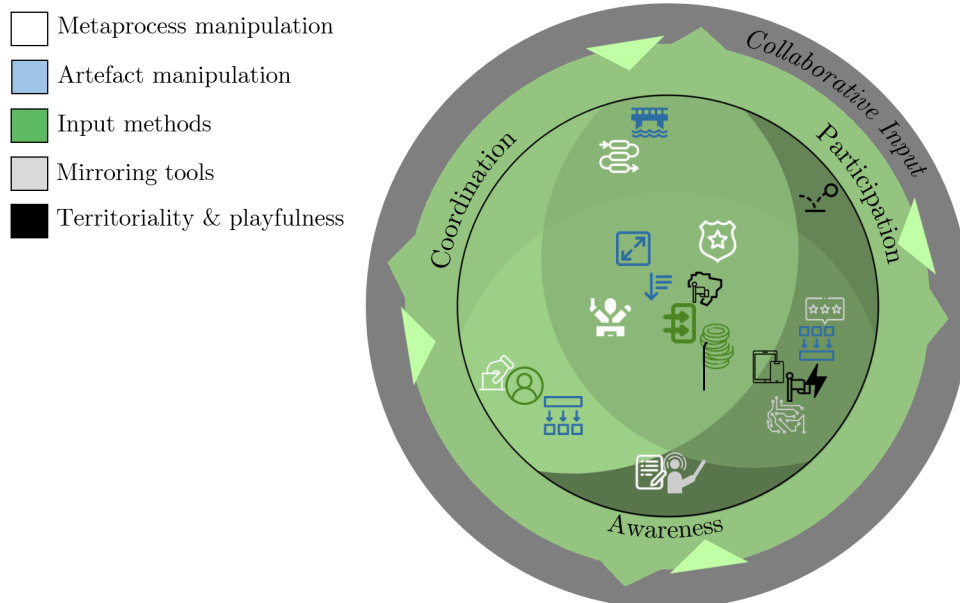 Metaprocess manipulation
Artefact manipulation
Input methods
Mirroring tools
Territoriality & playfulness
Collaborative Input
Coordination
Participation
Awareness